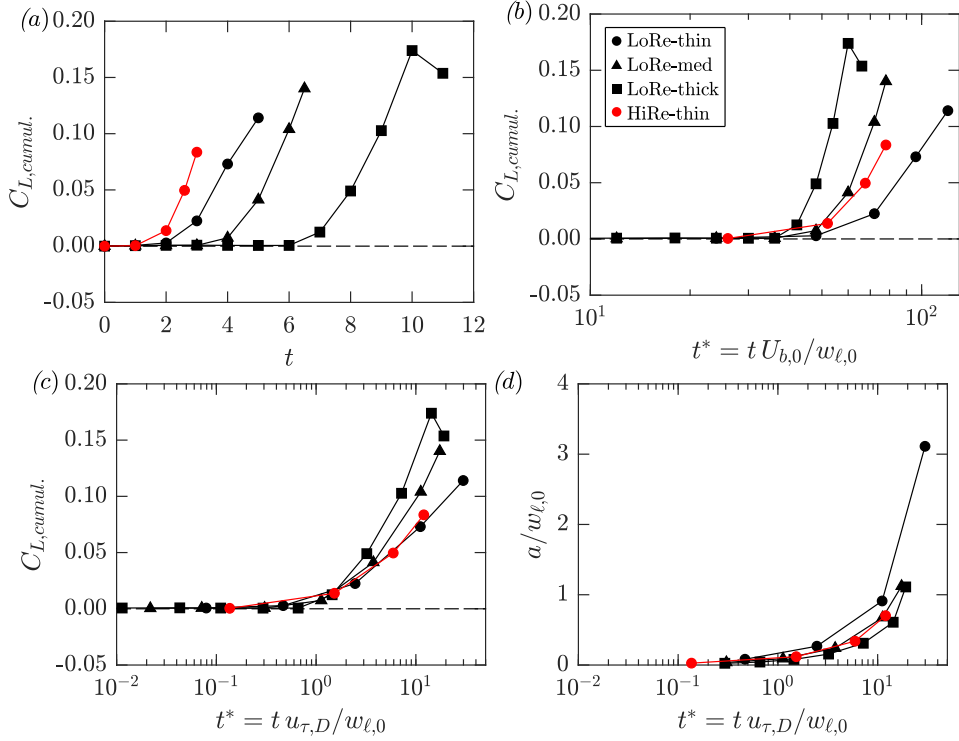 (a)
0.20
0.15
0.10
0.05
0.00
-0.05
C_{L,cumul.}
0 2 4 6 8 10 12
t
(b)
0.20
0.15
0.10
0.05
0.00
-0.05
C_{L,cumul.}
LoRe-thin
LoRe-med
LoRe-thick
HiRe-thin
10^1 10^2
t* = t U_{b,0}/w_{ℓ,0}
(c)
0.20
0.15
0.10
0.05
0.00
-0.05
C_{L,cumul.}
10^{-2} 10^{-1} 10^0 10^1
t* = t u_{τ,D}/w_{ℓ,0}
(d)
4
3
2
1
0
a/w_{ℓ,0}
10^{-2} 10^{-1} 10^0 10^1
t* = t u_{τ,D}/w_{ℓ,0}